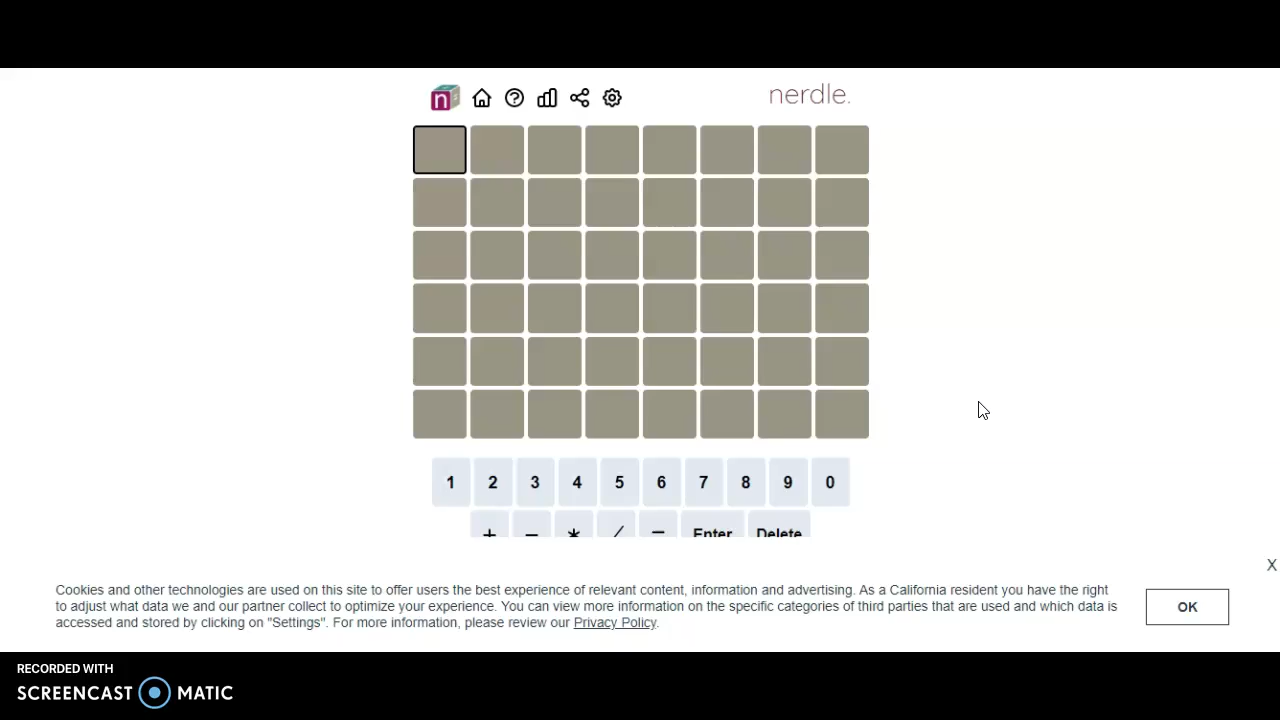 n nerdle.
1 2 3 4 5 6 7 8 9 0
+ - * / = Enter Delete
X
Cookies and other technologies are used on this site to offer users the best experience of relevant content, information and advertising. As a California resident you have the right
to adjust what data we and our partner collect to optimize your experience. You can view more information on the specific categories of third parties that are used and which data is
accessed and stored by clicking on "Settings". For more information, please review our Privacy Policy.
OK
RECORDED WITH
SCREENCAST MATIC